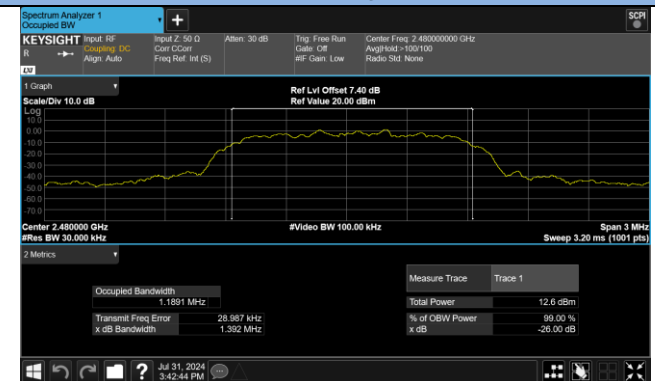 Spectrum Analyzer 1
Occupied BW
SCPI
KEYSIGHT Input: RF Input Z: 50 Ω Atten: 30 dB Trig: Free Run Center Freq: 2.480000000 GHz
R Coupling: DC Corr CCorr Gate: Off Avg|Hold:>100/100
Align: Auto Freq Ref: Int (S) #IF Gain: Low Radio Std: None
LXI
1 Graph
Ref Lvl Offset 7.40 dB
Scale/Div 10.0 dB Ref Value 20.00 dBm
Log
10.0
0.00
-10.0
-20.0
-30.0
-40.0
-50.0
-60.0
-70.0
Center 2.480000 GHz #Video BW 100.00 kHz Span 3 MHz
#Res BW 30.000 kHz Sweep 3.20 ms (1001 pts)
2 Metrics
Measure Trace Trace 1
Occupied Bandwidth
1.1891 MHz Total Power 12.6 dBm
Transmit Freq Error 28.987 kHz % of OBW Power 99.00 %
x dB Bandwidth 1.392 MHz x dB -26.00 dB
Jul 31, 2024
3:42:44 PM